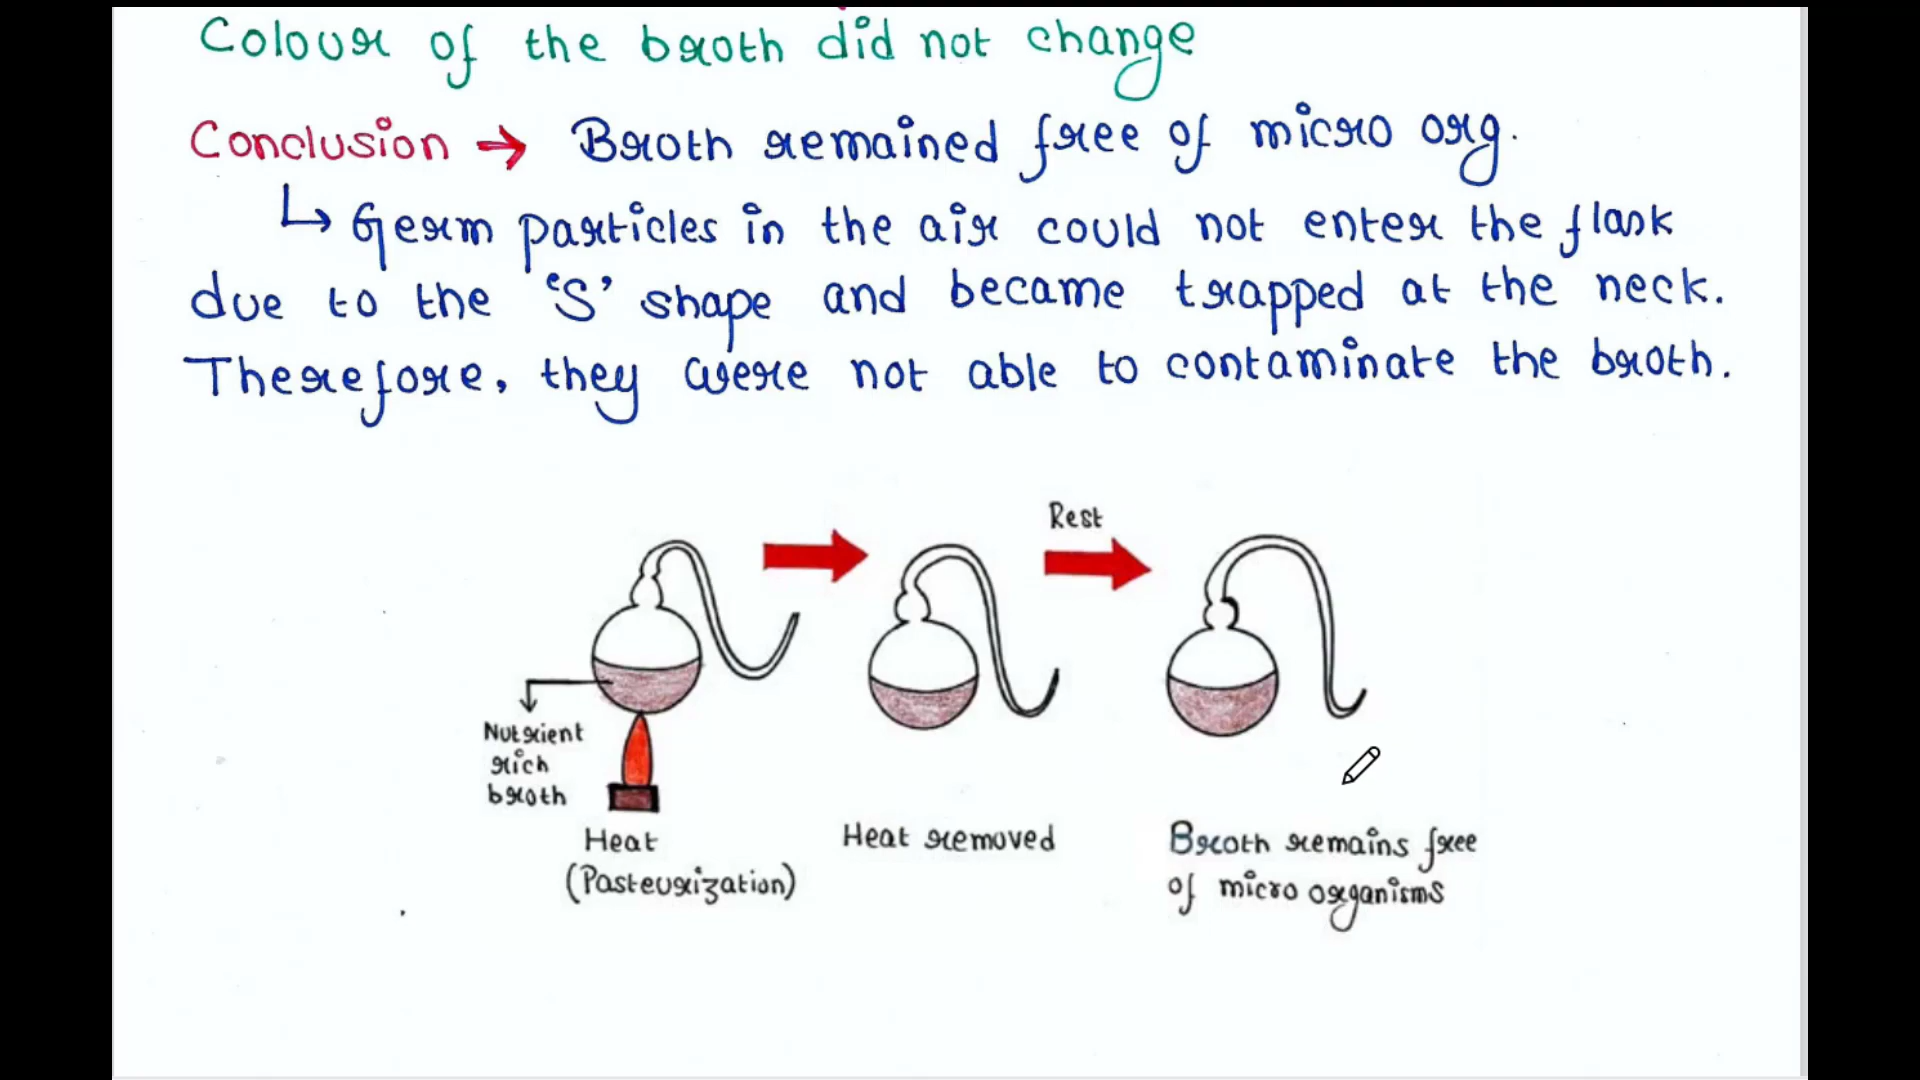 Colour of the broth did not change
Conclusion → Broth remained free of micro org.
↳ Germ particles in the air could not enter the flask
due to the 'S' shape and became trapped at the neck.
Therefore, they were not able to contaminate the broth.
Rest
Nutrient
rich
broth
Heat
(Pasteurization)
Heat removed
Broth remains free
of micro organisms